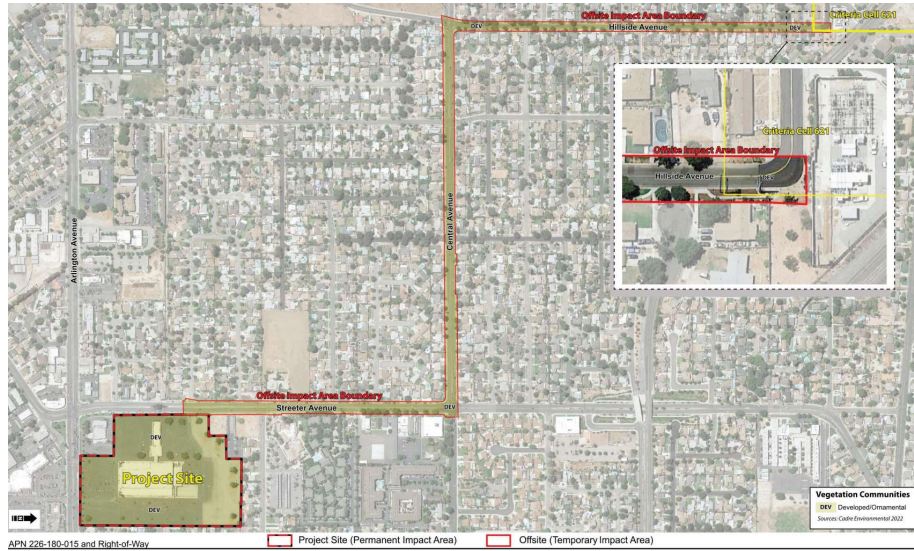 Offsite Impact Area Boundary
Hillside Avenue
DEV
DEV
Criteria Cell 621
Criteria Cell 621
Offsite Impact Area Boundary
Hillside Avenue
DEV
Arlington Avenue
Central Avenue
Offsite Impact Area Boundary
Streeter Avenue
DEV
DEV
Project Site
DEV
Vegetation Communities
DEV Developed/Ornamental
Sources: Cadre Environmental 2022
APN 226-180-015 and Right-of-Way
Project Site (Permanent Impact Area)
Offsite (Temporary Impact Area)